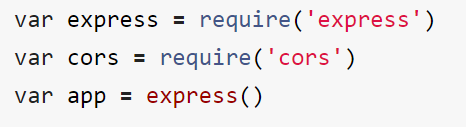 var express = require('express')
var cors = require('cors')
var app = express()